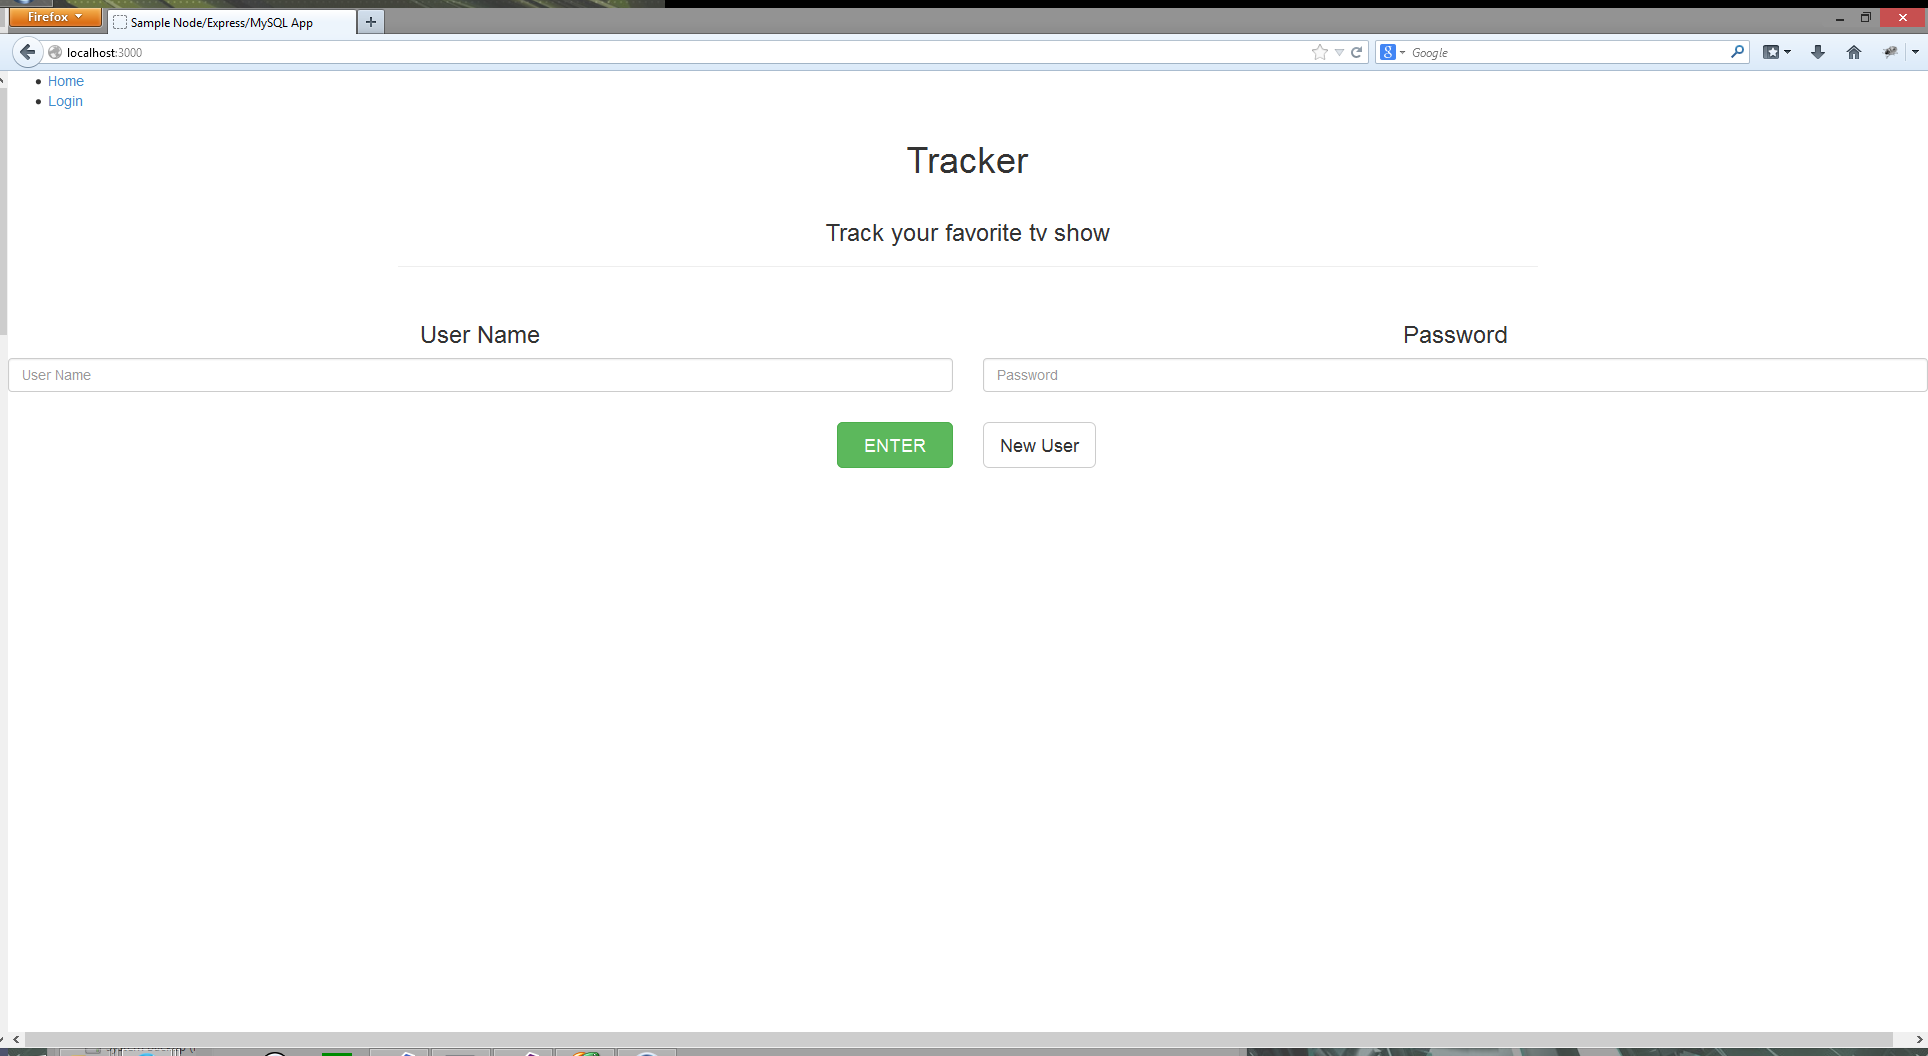 Firefox
Sample Node/Express/MySQL App
localhost:3000
Google
Home
Login
Tracker
Track your favorite tv show
User Name
Password
User Name
Password
ENTER
New User